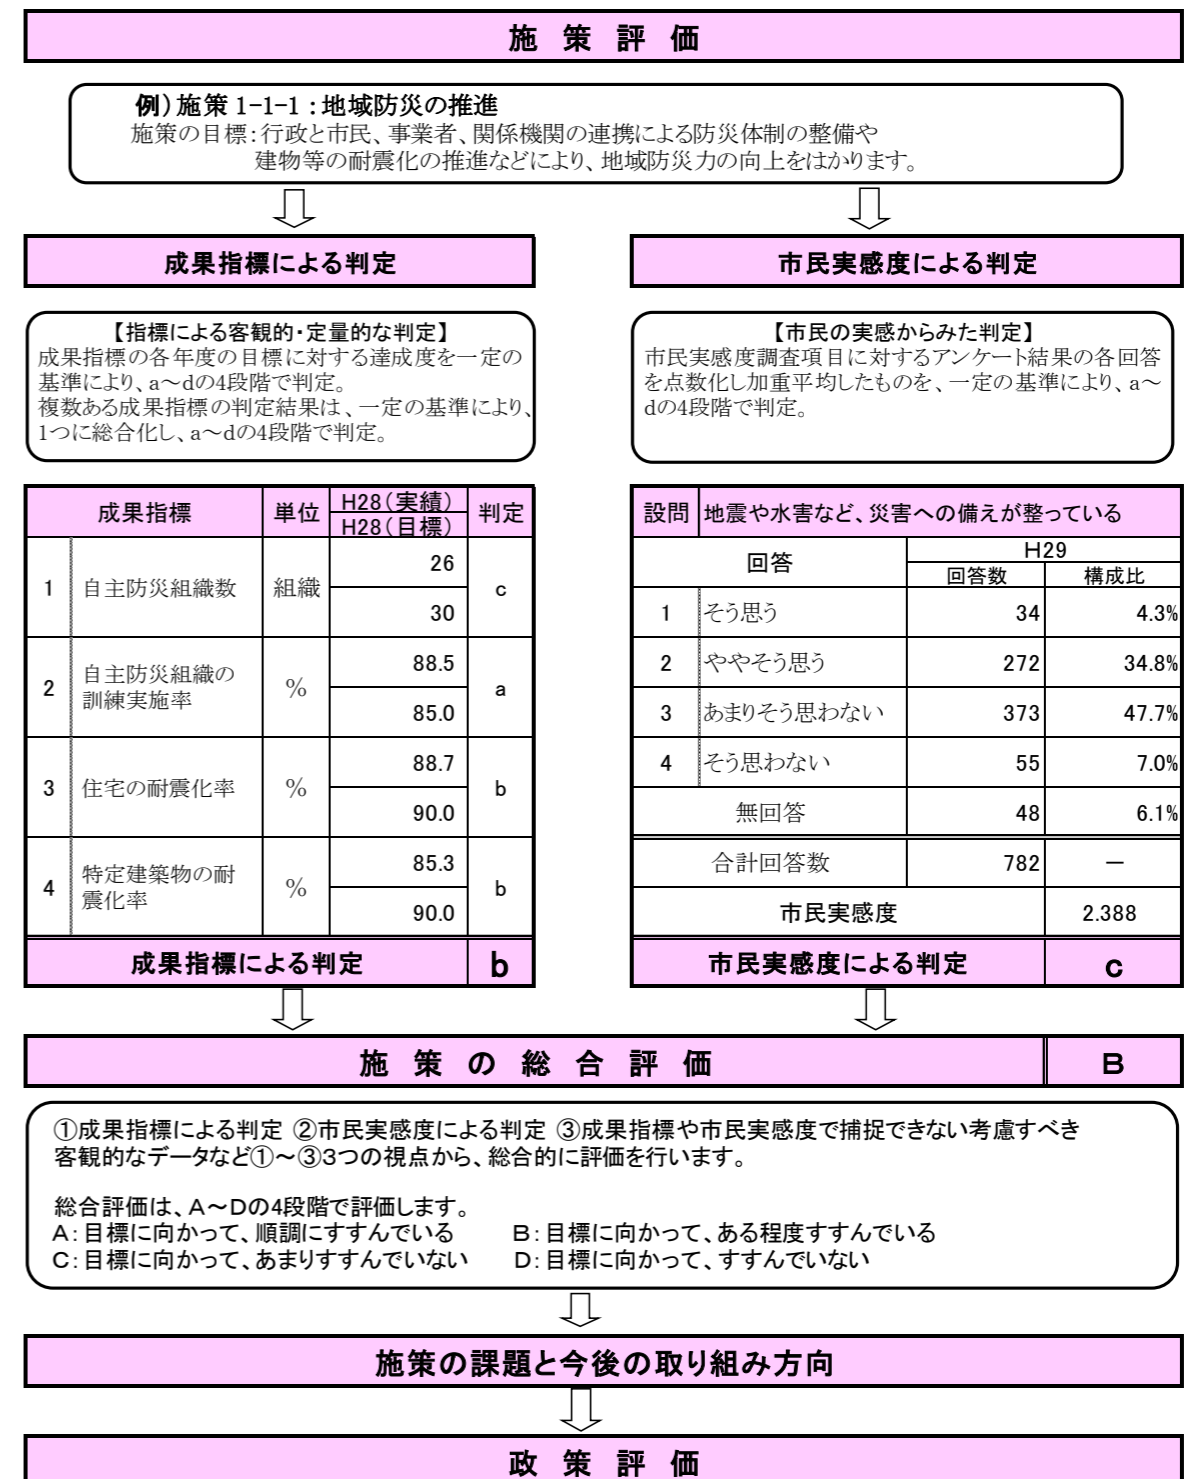 施 策 評 価
例）施策 1-1-1：地域防災の推進
施策の目標：行政と市民、事業者、関係機関の連携による防災体制の整備や
建物等の耐震化の推進などにより、地域防災力の向上をはかります。
成果指標による判定
【指標による客観的・定量的な判定】
成果指標の各年度の目標に対する達成度を一定の
基準により、a～dの4段階で判定。
複数ある成果指標の判定結果は、一定の基準により、
1つに総合化し、a～dの4段階で判定。
成果指標 単位 H28（実績） 判定
H28（目標）
1 自主防災組織数 組織 26 c
30
2 自主防災組織の
訓練実施率 % 88.5 a
85.0
3 住宅の耐震化率 % 88.7 b
90.0
4 特定建築物の耐
震化率 % 85.3 b
90.0
成果指標による判定 b
市民実感度による判定
【市民の実感からみた判定】
市民実感度調査項目に対するアンケート結果の各回答
を点数化し加重平均したものを、一定の基準により、a～
dの4段階で判定。
設問 地震や水害など、災害への備えが整っている
回答 H29
回答数 構成比
1 そう思う 34 4.3%
2 ややそう思う 272 34.8%
3 あまりそう思わない 373 47.7%
4 そう思わない 55 7.0%
無回答 48 6.1%
合計回答数 782 －
市民実感度 2.388
市民実感度による判定 c
施 策 の 総 合 評 価 B
①成果指標による判定 ②市民実感度による判定 ③成果指標や市民実感度で捕捉できない考慮すべき
客観的なデータなど①～③3つの視点から、総合的に評価を行います。
総合評価は、A～Dの4段階で評価します。
A：目標に向かって、順調にすすんでいる B：目標に向かって、ある程度すすんでいる
C：目標に向かって、あまりすすんでいない D：目標に向かって、すすんでいない
施策の課題と今後の取り組み方向
政 策 評 価